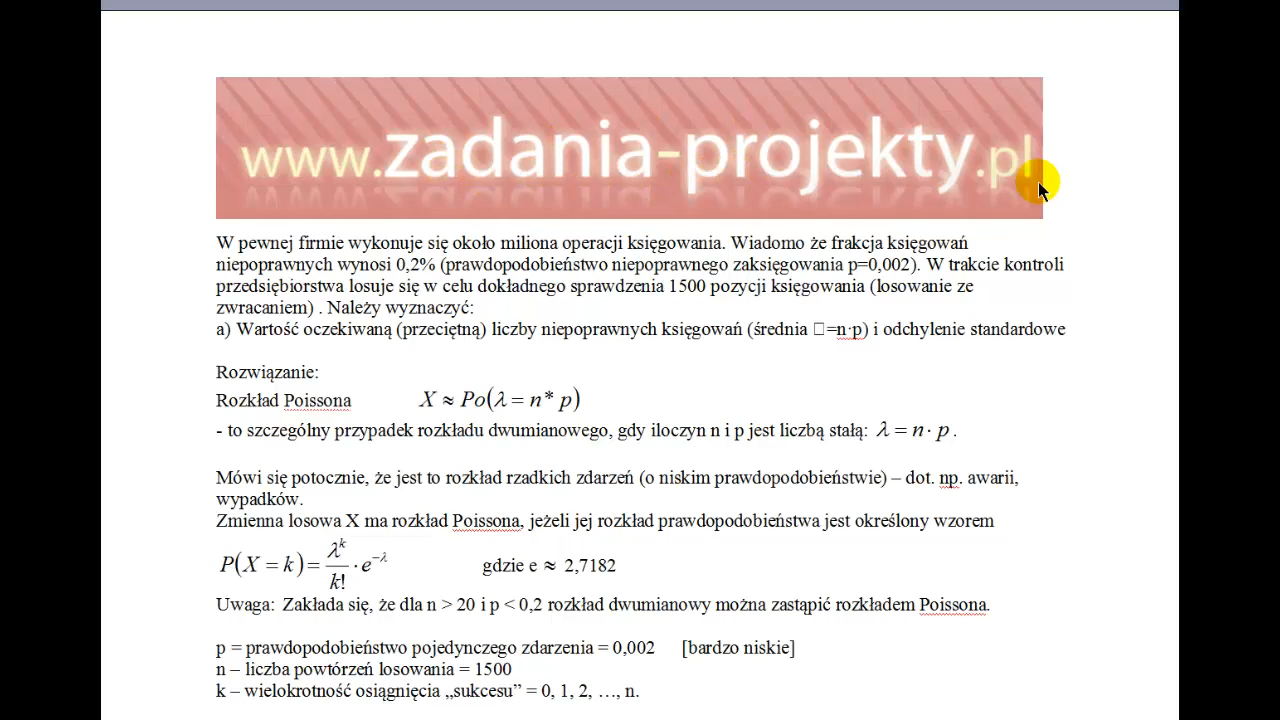 www.zadania-projekty.pl
W pewnej firmie wykonuje się około miliona operacji księgowania. Wiadomo że frakcja księgowań
niepoprawnych wynosi 0,2% (prawdopodobieństwo niepoprawnego zaksięgowania p=0,002). W trakcie kontroli
przedsiębiorstwa losuje się w celu dokładnego sprawdzenia 1500 pozycji księgowania (losowanie ze
zwracaniem) . Należy wyznaczyć:
a) Wartość oczekiwaną (przeciętną) liczby niepoprawnych księgowań (średnia □=n·p) i odchylenie standardowe
Rozwiązanie:
Rozkład Poissona X ≈ Po(λ = n * p)
- to szczególny przypadek rozkładu dwumianowego, gdy iloczyn n i p jest liczbą stałą: λ = n · p .
Mówi się potocznie, że jest to rozkład rzadkich zdarzeń (o niskim prawdopodobieństwie) – dot. np. awarii,
wypadków.
Zmienna losowa X ma rozkład Poissona, jeżeli jej rozkład prawdopodobieństwa jest określony wzorem
P(X = k) = λ^k / k! · e^−λ gdzie e ≈ 2,7182
Uwaga: Zakłada się, że dla n > 20 i p < 0,2 rozkład dwumianowy można zastąpić rozkładem Poissona.
p = prawdopodobieństwo pojedynczego zdarzenia = 0,002 [bardzo niskie]
n – liczba powtórzeń losowania = 1500
k – wielokrotność osiągnięcia „sukcesu” = 0, 1, 2, …, n.